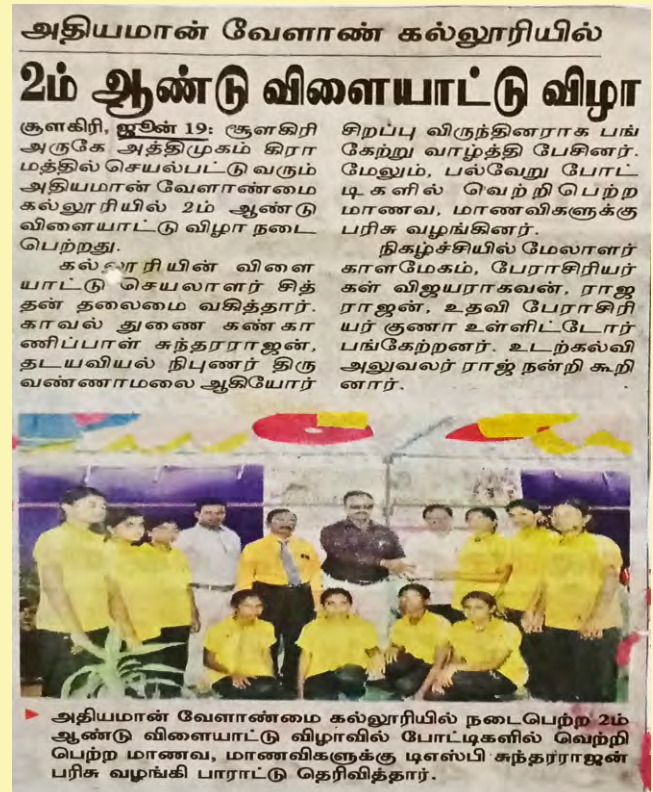 அதியமான் வேளாண் கல்லூரியில்
2ம் ஆண்டு விளையாட்டு விழா
சூளகிரி, ஜூன் 19: சூளகிரி
அருகே அத்திமுகம் கிரா
மத்தில் செயல்பட்டு வரும்
அதியமான் வேளாண்மை
கல்லூரியில் 2ம் ஆண்டு
விளையாட்டு விழா நடை
பெற்றது.
கல்லூரியின் விளை
யாட்டு செயலாளர் சித்
தன் தலைமை வகித்தார்.
காவல் துணை கண்கா
ணிப்பாள் சுந்தரராஜன்,
தடயவியல் நிபுணர் திரு
வண்ணாமலை ஆகியோர்
சிறப்பு விருந்தினராக பங்
கேற்று வாழ்த்தி பேசினர்.
மேலும், பல்வேறு போட்
டிகளில் வெற்றிபெற்ற
மாணவ, மாணவிகளுக்கு
பரிசு வழங்கினர்.
நிகழ்ச்சியில் மேலாளர்
காளமேகம், பேராசிரியர்
கள் விஜயராகவன், ராஜ
ராஜன், உதவி பேராசிரி
யர் குணா உள்ளிட்டோர்
பங்கேற்றனர். உடற்கல்வி
அலுவலர் ராஜ் நன்றி கூறி
னார்.
அதியமான் வேளாண்மை கல்லூரியில் நடைபெற்ற 2ம்
ஆண்டு விளையாட்டு விழாவில் போட்டிகளில் வெற்றி
பெற்ற மாணவ, மாணவிகளுக்கு டிஎஸ்பி சுந்தரராஜன்
பரிசு வழங்கி பாராட்டு தெரிவித்தார்.